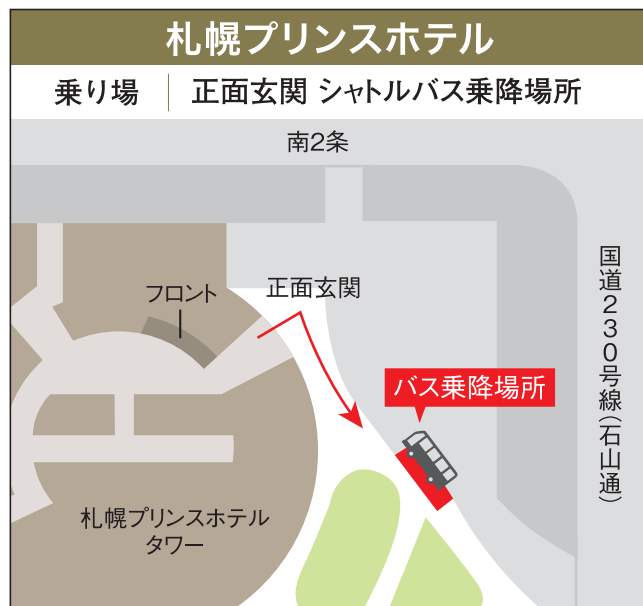 札幌プリンスホテル
乗り場 正面玄関 シャトルバス乗降場所
南2条
フロント
正面玄関
国道230号線(石山通)
バス乗降場所
札幌プリンスホテル
タワー